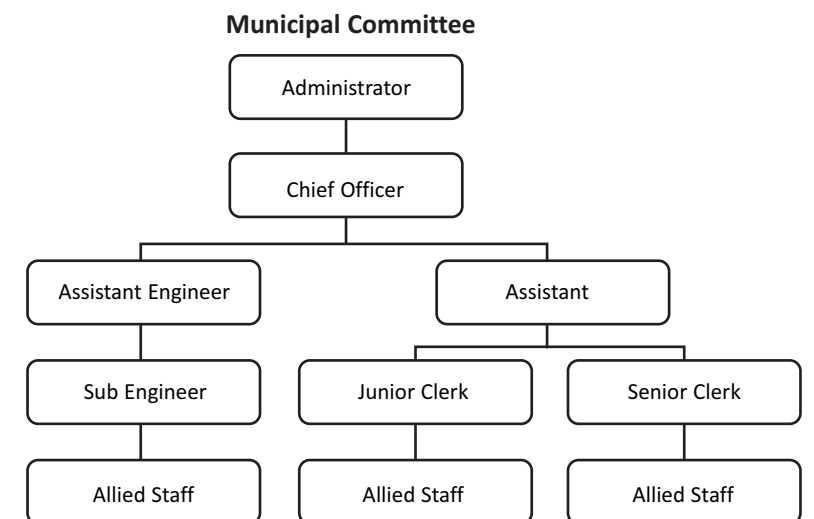 Municipal Committee
Administrator
Chief Officer
Assistant Engineer
Assistant
Sub Engineer
Junior Clerk
Senior Clerk
Allied Staff
Allied Staff
Allied Staff